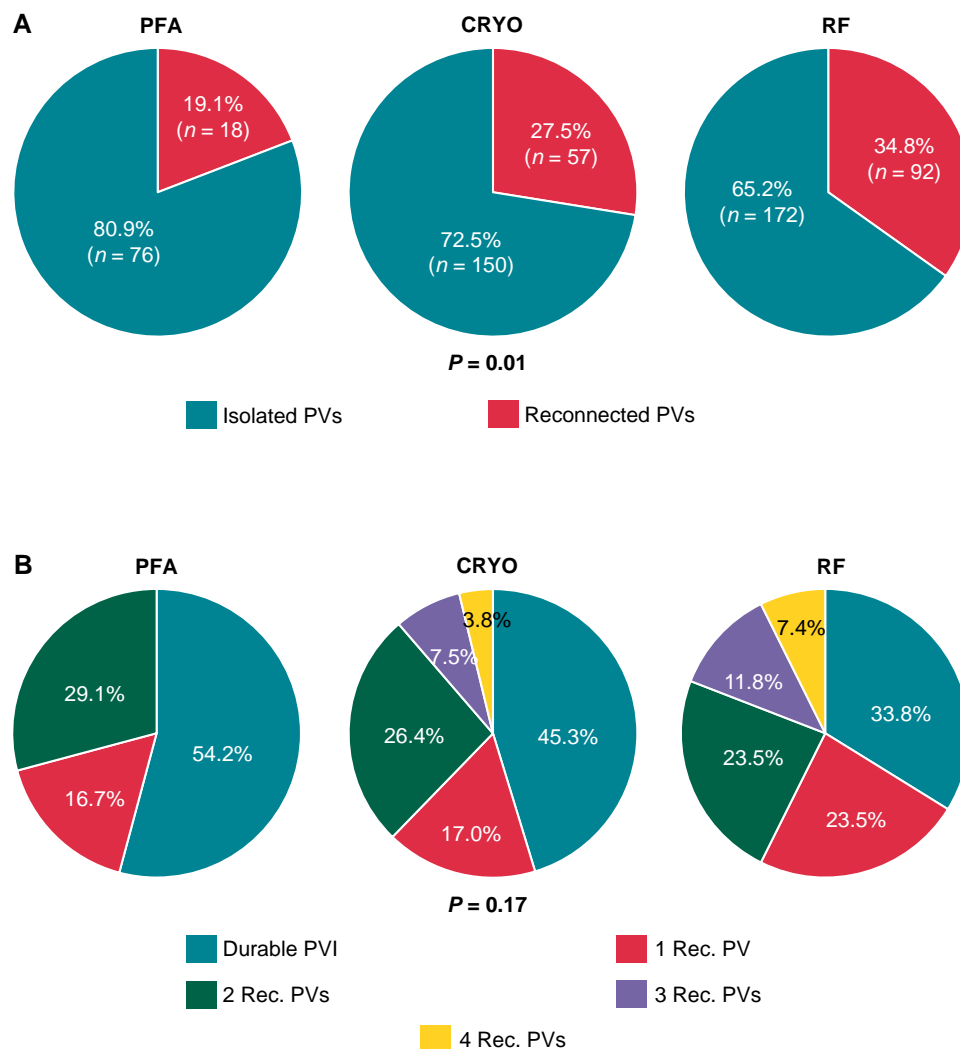 A
PFA
CRYO
RF
19.1%
(n = 18)
80.9%
(n = 76)
27.5%
(n = 57)
72.5%
(n = 150)
34.8%
(n = 92)
65.2%
(n = 172)
P = 0.01
Isolated PVs
Reconnected PVs
B
PFA
CRYO
RF
29.1%
54.2%
16.7%
3.8%
7.5%
26.4%
45.3%
17.0%
7.4%
11.8%
33.8%
23.5%
23.5%
P = 0.17
Durable PVI
1 Rec. PV
2 Rec. PVs
3 Rec. PVs
4 Rec. PVs